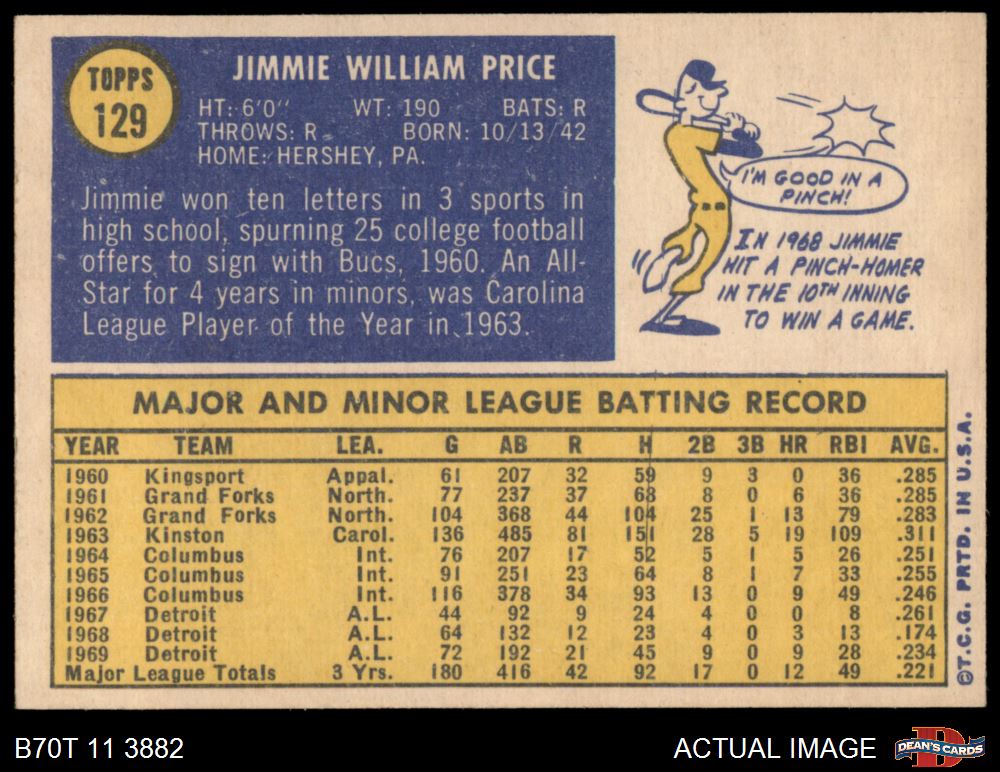 TOPPS
129
JIMMIE WILLIAM PRICE
HT: 6'0" WT: 190 BATS: R
THROWS: R BORN: 10/13/42
HOME: HERSHEY, PA.
Jimmie won ten letters in 3 sports in
high school, spurning 25 college football
offers, to sign with Bucs, 1960. An All-
Star for 4 years in minors, was Carolina
League Player of the Year in 1963.
I'M GOOD IN A
PINCH!
IN 1968 JIMMIE
HIT A PINCH-HOMER
IN THE 10TH INNING
TO WIN A GAME.
MAJOR AND MINOR LEAGUE BATTING RECORD
YEAR TEAM LEA. G AB R H 2B 3B HR RBI AVG.
1960 Kingsport Appal. 61 207 32 59 9 3 0 36 .285
1961 Grand Forks North. 77 237 37 68 8 0 6 36 .285
1962 Grand Forks North. 104 368 44 104 25 1 13 79 .283
1963 Kinston Carol. 136 485 81 151 28 5 19 109 .311
1964 Columbus Int. 76 207 17 52 5 1 5 26 .251
1965 Columbus Int. 91 251 23 64 8 1 7 33 .255
1966 Columbus Int. 116 378 34 93 13 0 9 49 .246
1967 Detroit A.L. 44 92 9 24 4 0 0 8 .261
1968 Detroit A.L. 64 132 12 23 4 0 3 13 .174
1969 Detroit A.L. 72 192 21 45 9 0 9 28 .234
Major League Totals 3 Yrs. 180 416 42 92 17 0 12 49 .221
©T.C.G. PRTD. IN U.S.A.
B70T 11 3882
ACTUAL IMAGE
D
DEAN'S CARDS